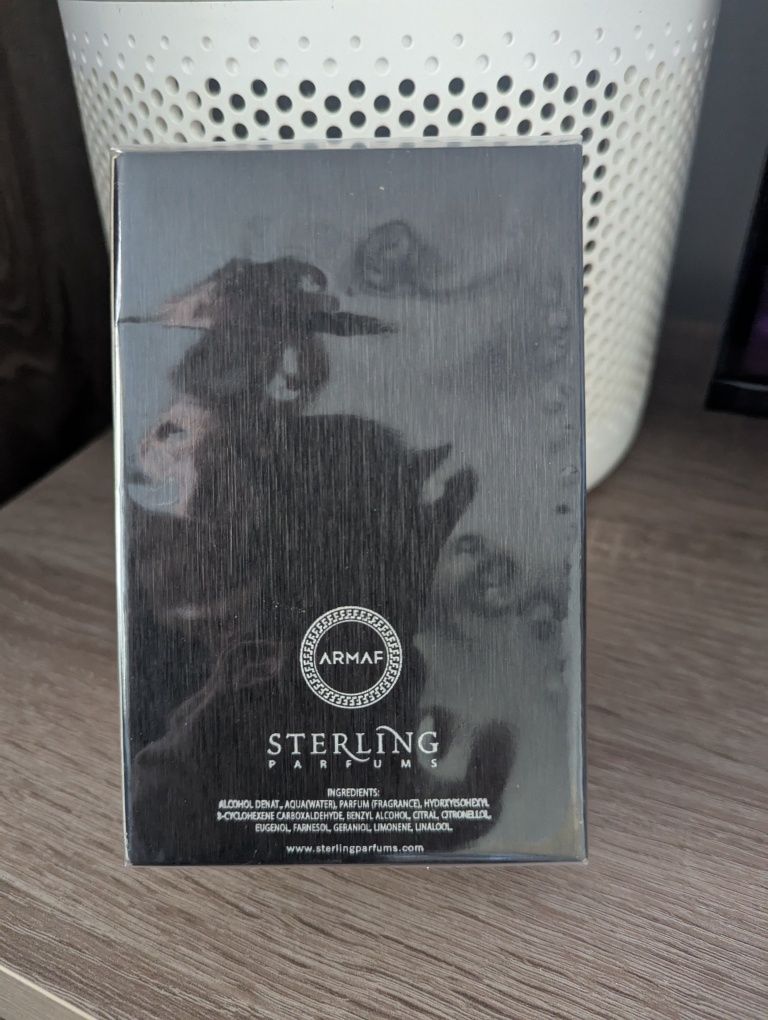 ARMAF
STERLING
PARFUMS
INGREDIENTS:
ALCOHOL DENAT., AQUA(WATER), PARFUM (FRAGRANCE), HYDRXYISOHEXYL
3-CYCLOHEXENE CARBOXALDEHYDE, BENZYL ALCOHOL, CITRAL, CITRONELLOL,
EUGENOL, FARNESOL, GERANIOL, LIMONENE, LINALOOL.
www.sterlingparfums.com